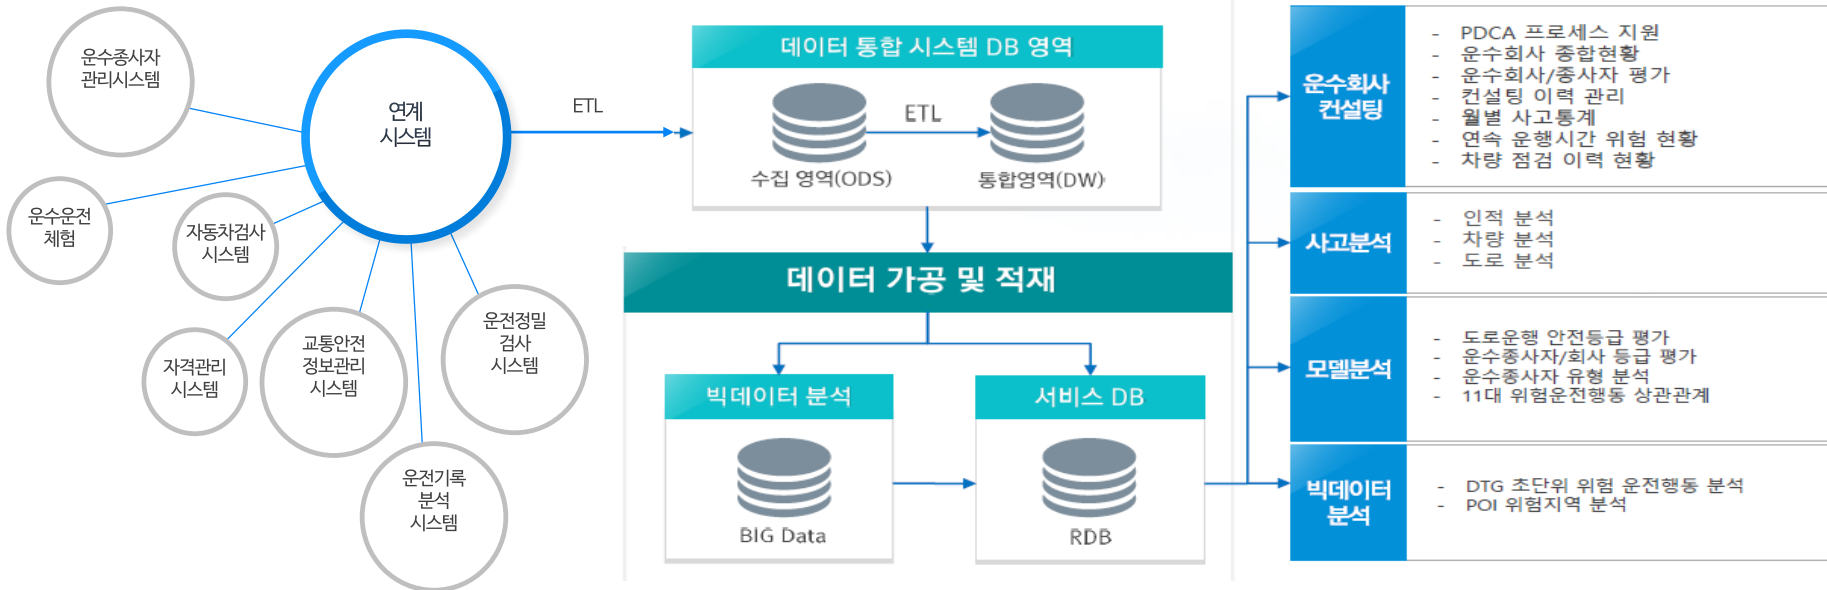 운수종사자
관리시스템
연계
시스템
운수운전
체험
자동차검사
시스템
자격관리
시스템
교통안전
정보관리
시스템
운전정밀
검사
시스템
운전기록
분석
시스템
ETL
데이터 통합 시스템 DB 영역
ETL
수집 영역(ODS)
통합영역(DW)
데이터 가공 및 적재
빅데이터 분석
BIG Data
서비스 DB
RDB
운수회사
컨설팅
- PDCA 프로세스 지원
- 운수회사 종합현황
- 운수회사/종사자 평가
- 컨설팅 이력 관리
- 월별 사고통계
- 연속 운행시간 위험 현황
- 차량 점검 이력 현황
사고분석
- 인적 분석
- 차량 분석
- 도로 분석
모델분석
- 도로운행 안전등급 평가
- 운수종사자/회사 등급 평가
- 운수종사자 유형 분석
- 11대 위험운전행동 상관관계
빅데이터
분석
- DTG 초단위 위험 운전행동 분석
- POI 위험지역 분석